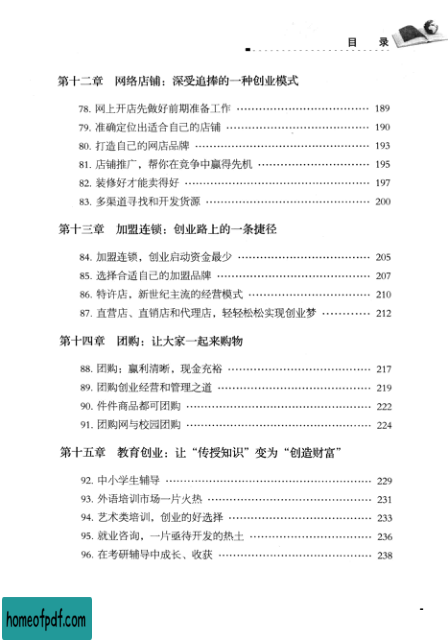 目 录
第十二章 网络店铺：深受追捧的一种创业模式
78. 网上开店先做好前期准备工作 ………………………………… 189
79. 准确定位出适合自己的店铺 …………………………………… 190
80. 打造自己的网店品牌 …………………………………………… 193
81. 店铺推广，帮你在竞争中赢得先机 …………………………… 195
82. 装修好才能卖得好 ……………………………………………… 197
83. 多渠道寻找和开发货源 ………………………………………… 200
第十三章 加盟连锁：创业路上的一条捷径
84. 加盟连锁，创业启动资金最少 ………………………………… 205
85. 选择合适自己的加盟品牌 ……………………………………… 207
86. 特许店，新世纪主流的经营模式 ……………………………… 210
87. 直营店、直销店和代理店，轻轻松松实现创业梦 ………… 212
第十四章 团购：让大家一起来购物
88. 团购：赢利清晰，现金充裕 …………………………………… 217
89. 团购创业经营和管理之道 ……………………………………… 219
90. 件件商品都可团购 ……………………………………………… 222
91. 团购网与校园团购 ……………………………………………… 224
第十五章 教育创业：让“传授知识”变为“创造财富”
92. 中小学生辅导 …………………………………………………… 229
93. 外语培训市场一片火热 ………………………………………… 231
94. 艺术类培训，创业的好选择 …………………………………… 233
95. 就业咨询，一片亟待开发的热土 ……………………………… 236
96. 在考研辅导中成长、收获 ……………………………………… 238
homeofpdf.com